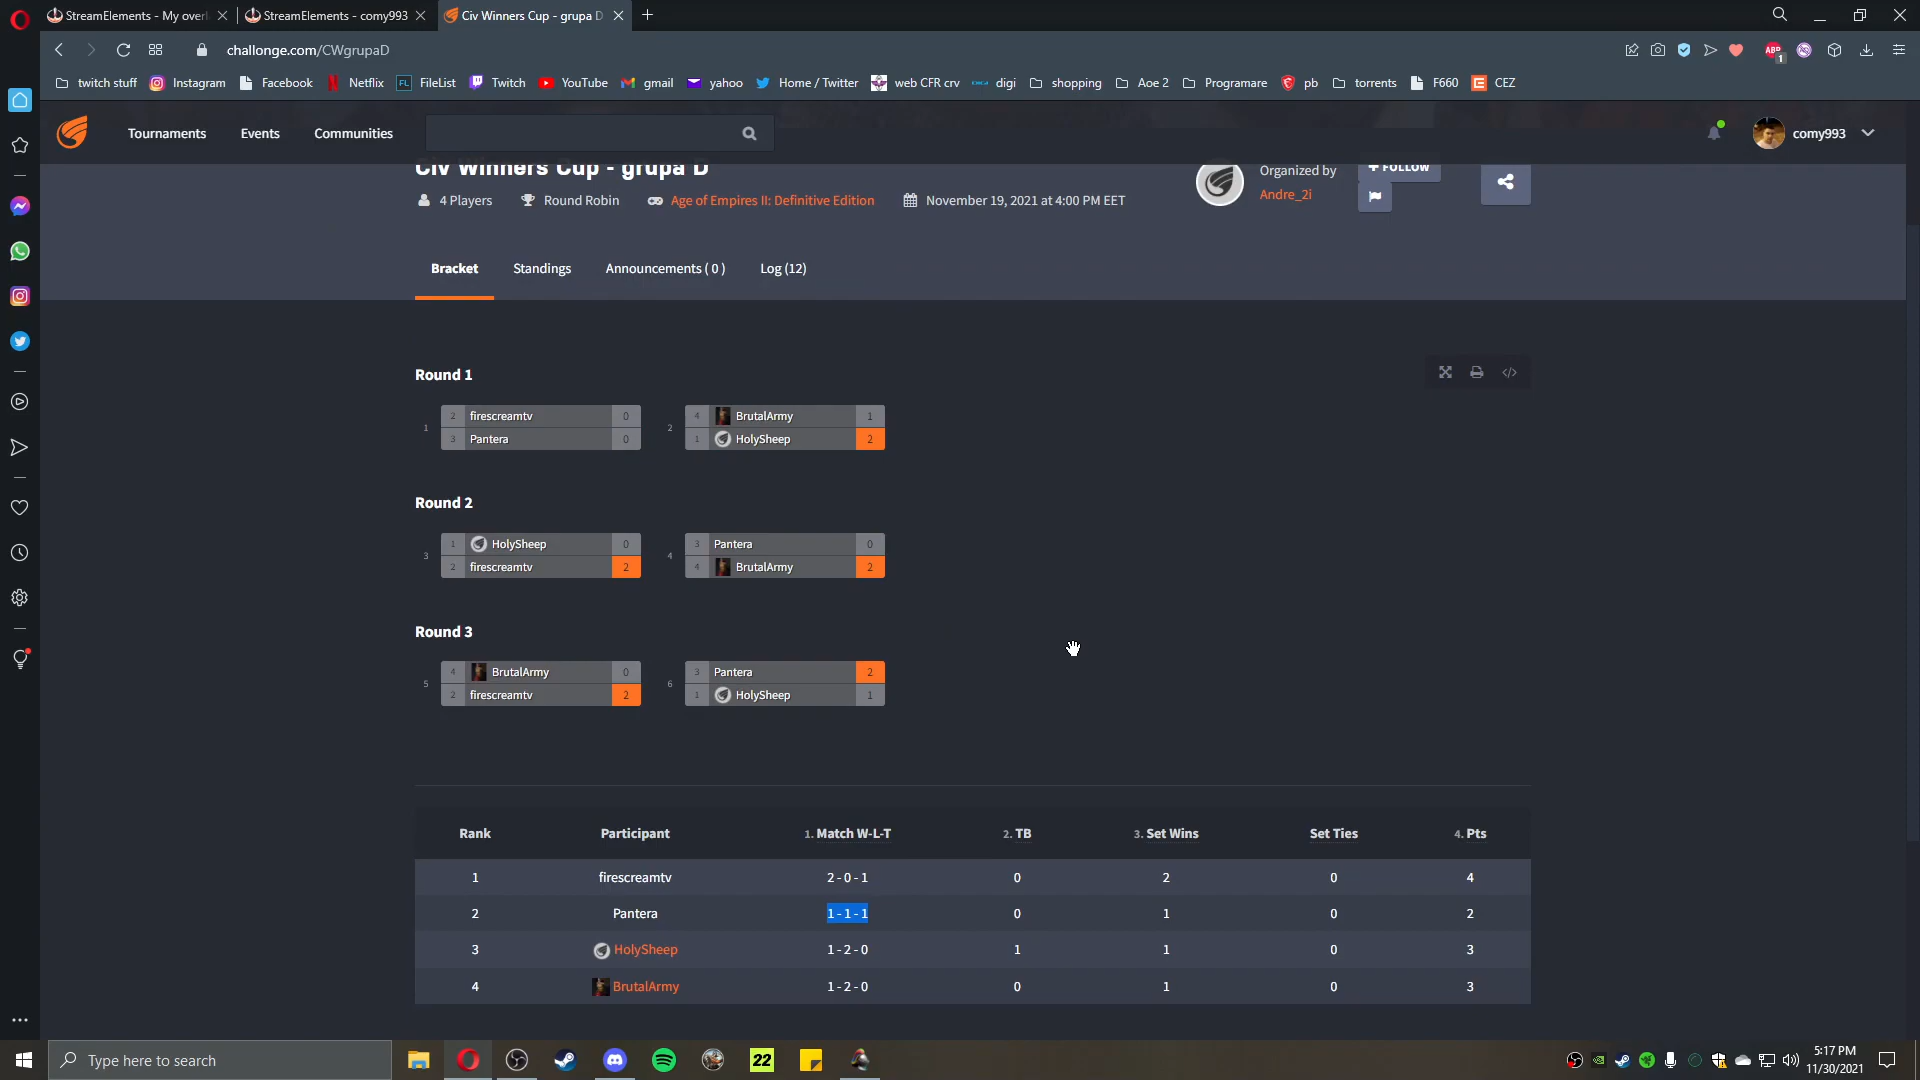 StreamElements - My over
StreamElements - comy993
Civ Winners Cup - grupa D
challonge.com/CWgrupaD
ABP
1
twitch stuff
Instagram
Facebook
Netflix
FL
FileList
Twitch
YouTube
gmail
yahoo
Home / Twitter
web CFR crv
digi
shopping
Aoe 2
Programare
pb
torrents
F660
CEZ
Tournaments
Events
Communities
comy993
Civ Winners Cup - grupa D
4 Players
Round Robin
Age of Empires II: Definitive Edition
November 19, 2021 at 4:00 PM EET
Organized by
Andre_2i
+ FOLLOW
Bracket
Standings
Announcements ( 0 )
Log (12)
Round 1
1
2 firescreamtv 0
3 Pantera 0
2
4 BrutalArmy 1
1 HolySheep 2
Round 2
3
1 HolySheep 0
2 firescreamtv 2
4
3 Pantera 0
4 BrutalArmy 2
Round 3
5
4 BrutalArmy 0
2 firescreamtv 2
6
3 Pantera 2
1 HolySheep 1
Rank Participant 1. Match W-L-T 2. TB 3. Set Wins Set Ties 4. Pts
1 firescreamtv 2 - 0 - 1 0 2 0 4
2 Pantera 1 - 1 - 1 0 1 0 2
3 HolySheep 1 - 2 - 0 1 1 0 3
4 BrutalArmy 1 - 2 - 0 0 1 0 3
Type here to search
22
5:17 PM
11/30/2021